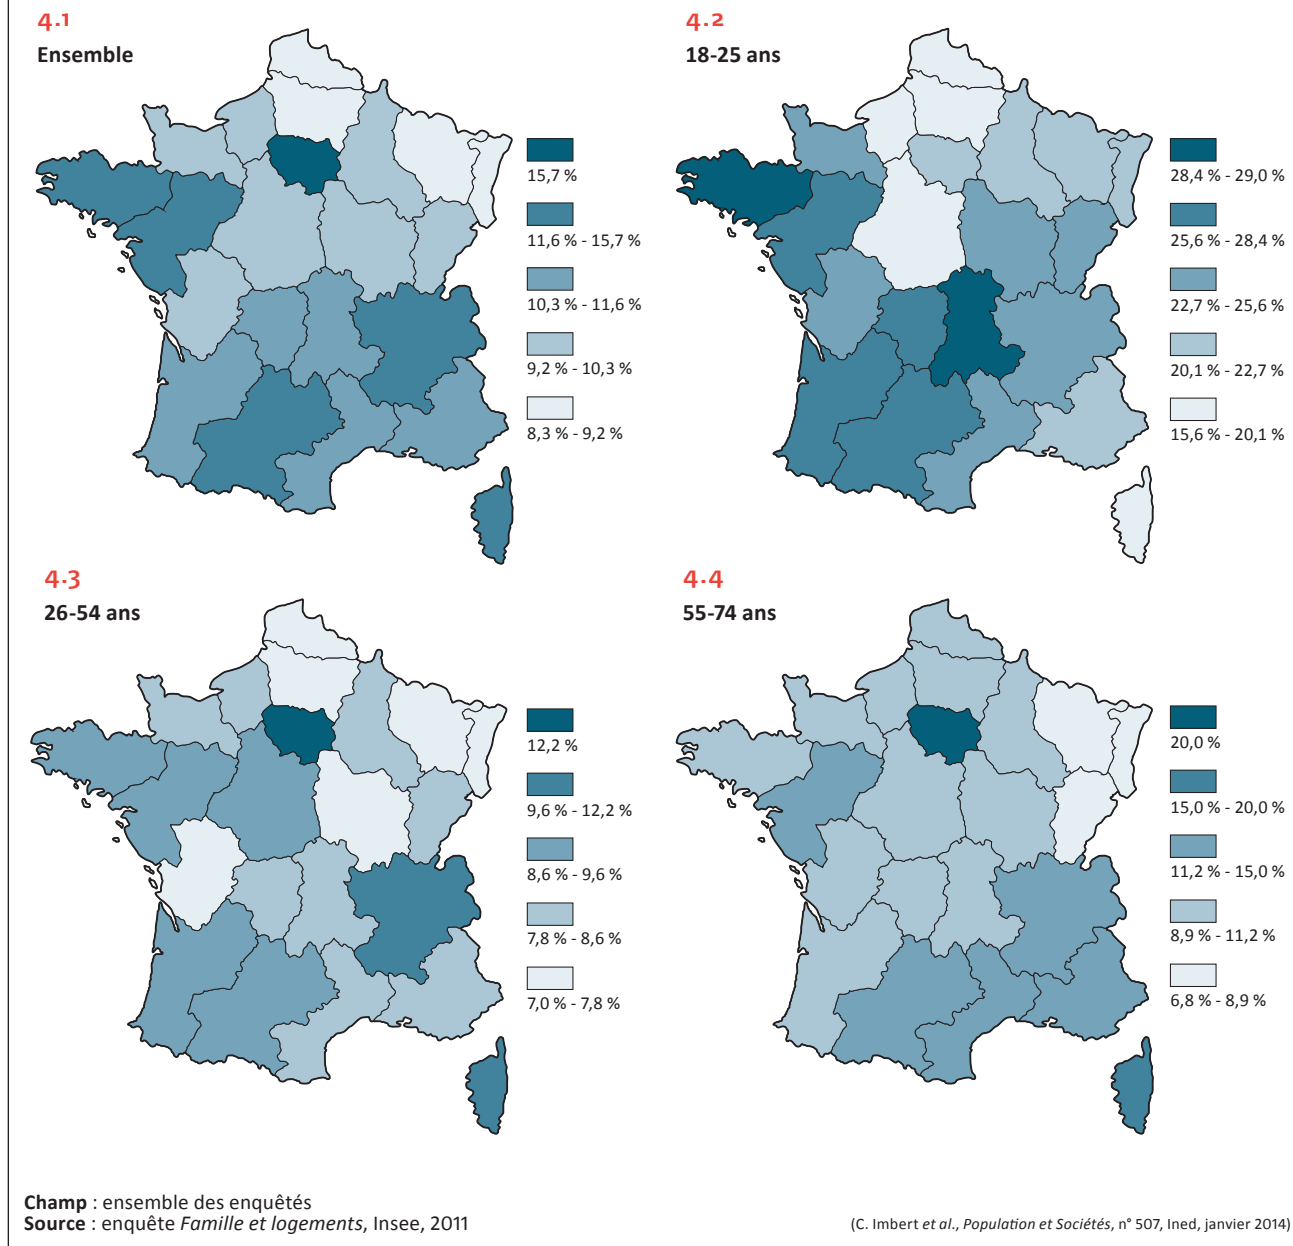 4.1
Ensemble
15,7 %
11,6 % - 15,7 %
10,3 % - 11,6 %
9,2 % - 10,3 %
8,3 % - 9,2 %
4.2
18-25 ans
28,4 % - 29,0 %
25,6 % - 28,4 %
22,7 % - 25,6 %
20,1 % - 22,7 %
15,6 % - 20,1 %
4.3
26-54 ans
12,2 %
9,6 % - 12,2 %
8,6 % - 9,6 %
7,8 % - 8,6 %
7,0 % - 7,8 %
4.4
55-74 ans
20,0 %
15,0 % - 20,0 %
11,2 % - 15,0 %
8,9 % - 11,2 %
6,8 % - 8,9 %
Champ : ensemble des enquêtés
Source : enquête Famille et logements, Insee, 2011
(C. Imbert et al., Population et Sociétés, n° 507, Ined, janvier 2014)